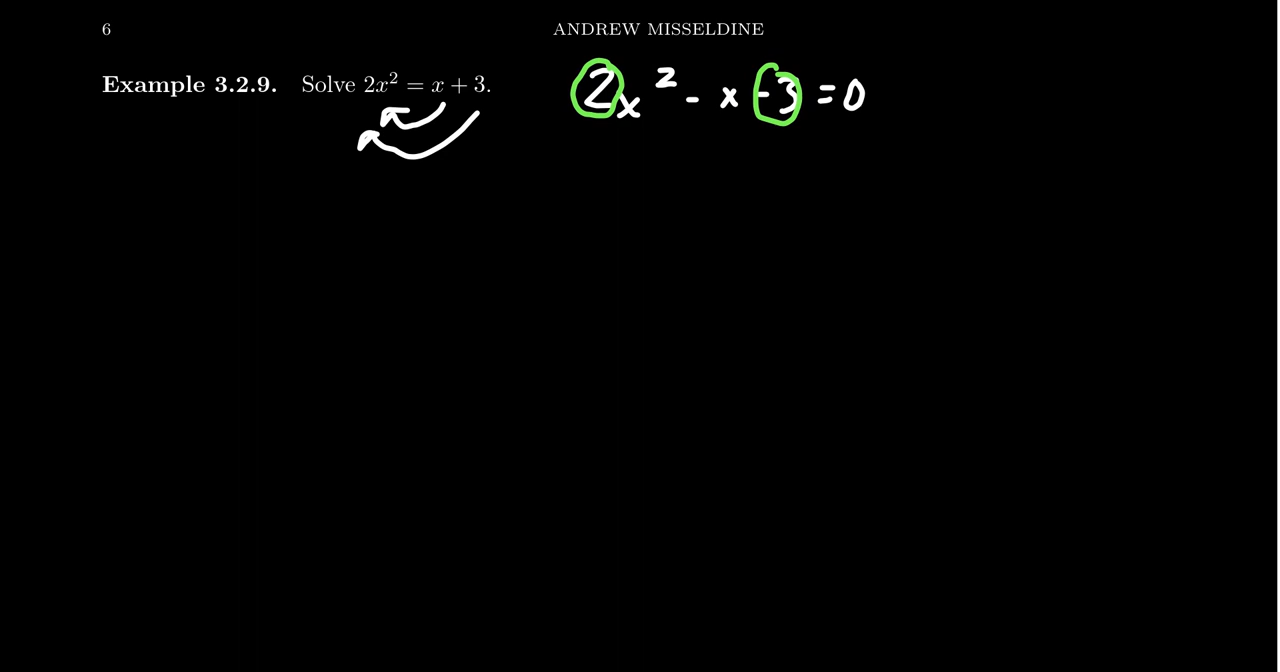 6 ANDREW MISSELDINE
Example 3.2.9. Solve 2x² = x + 3. 2x² - x - 3 = 0